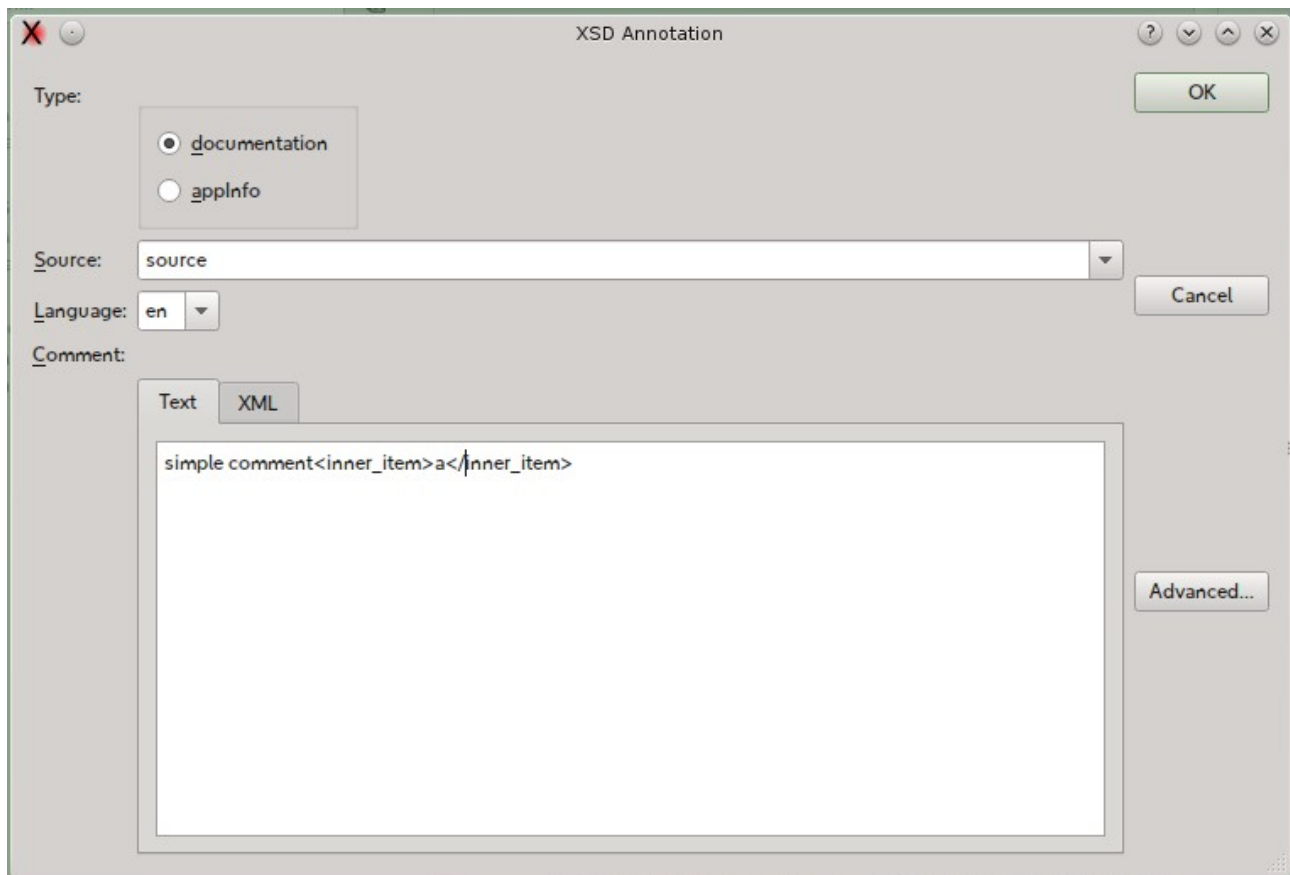 XSD Annotation
Type:
OK
documentation
appInfo
Source: source
Cancel
Language: en
Comment:
Text XML
simple comment<inner_item>a</inner_item>
Advanced...